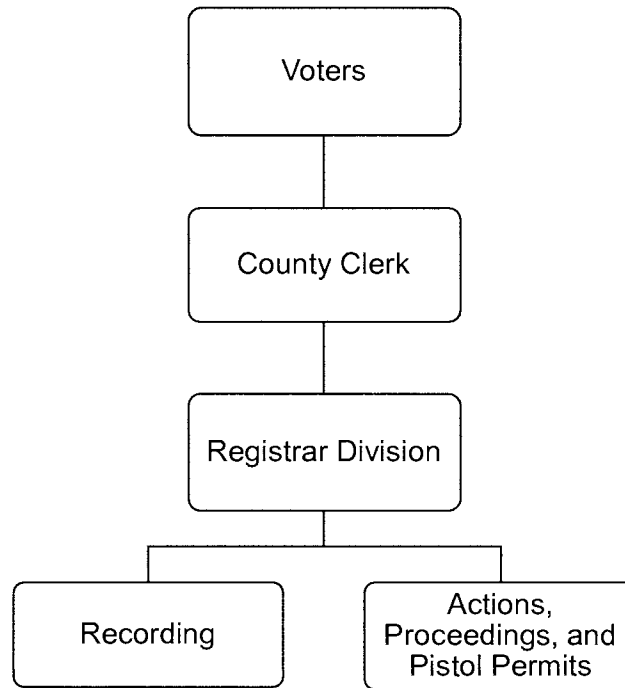 Voters
County Clerk
Registrar Division
Recording
Actions,
Proceedings, and
Pistol Permits